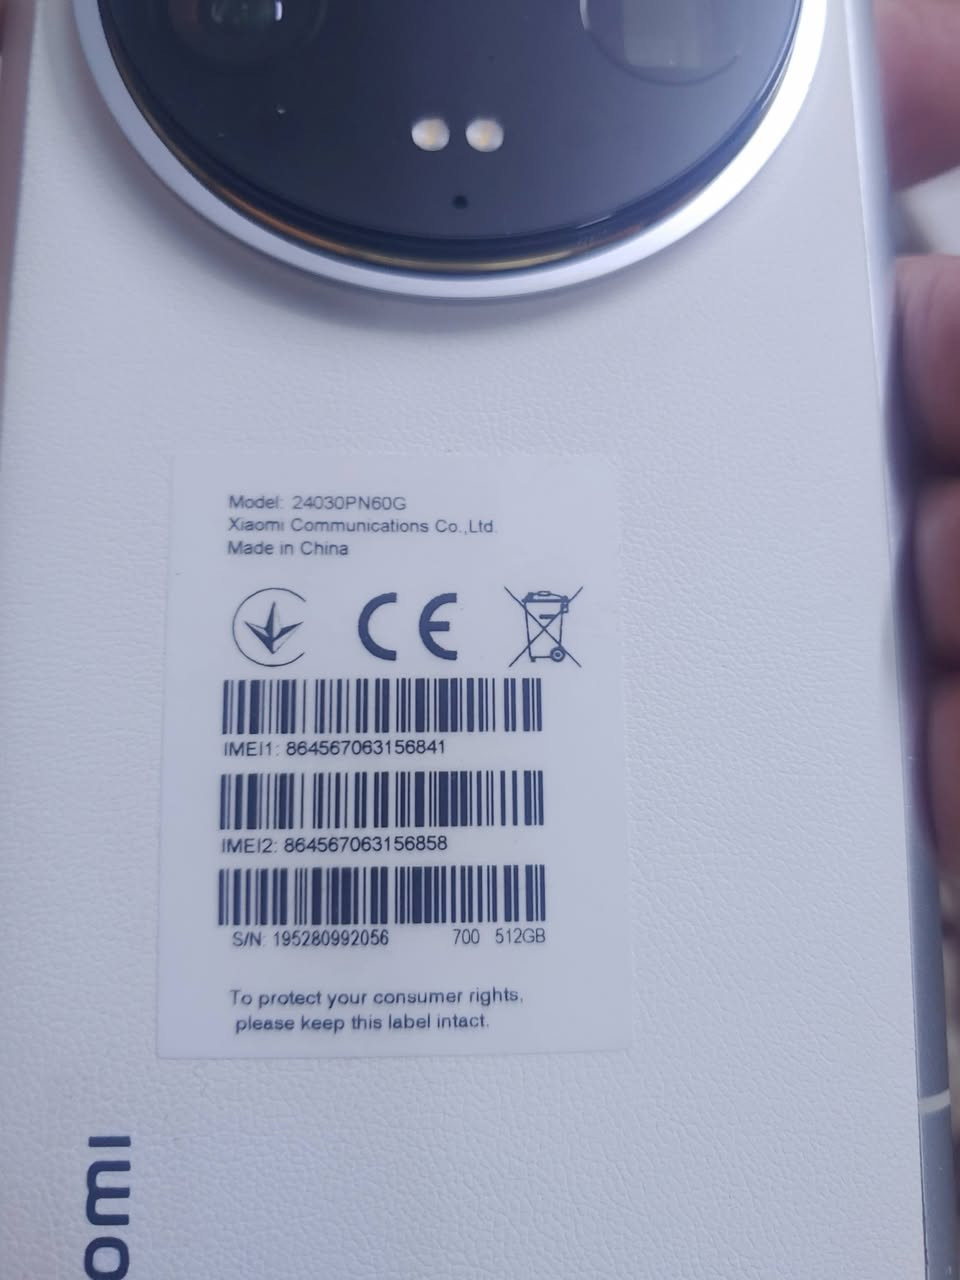 Model: 24030PN60G
Xiaomi Communications Co.,Ltd.
Made in China
CE
IMEI1: 864567063156841
IMEI2: 864567063156858
S/N: 195280992056 700 512GB
To protect your consumer rights,
please keep this label intact.
omi